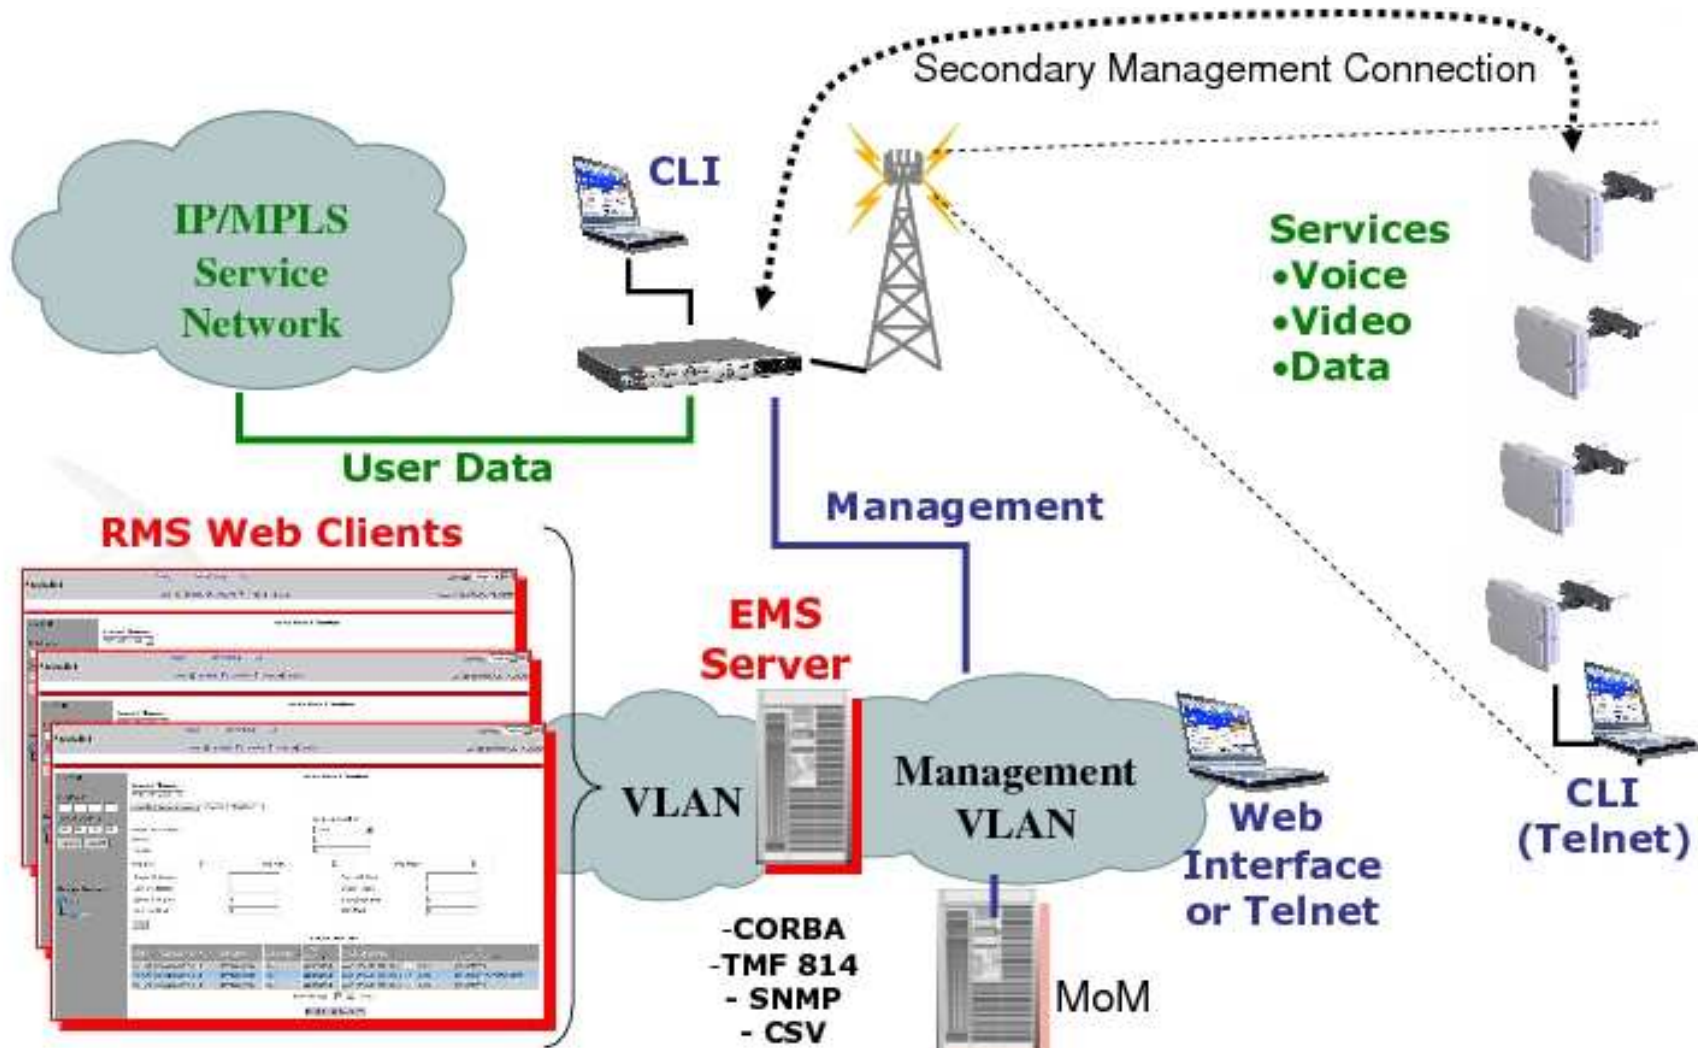 Secondary Management Connection
CLI
IP/MPLS
Service
Network
Services
•Voice
•Video
•Data
User Data
Management
RMS Web Clients
EMS
Server
VLAN
Management
VLAN
Web
Interface
or Telnet
CLI
(Telnet)
-CORBA
-TMF 814
- SNMP
- CSV
MoM